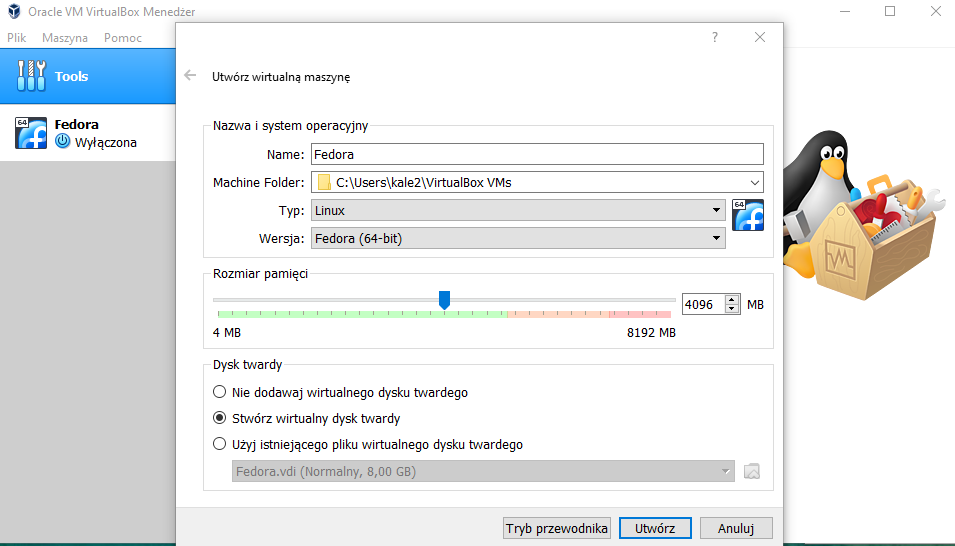 Oracle VM VirtualBox Menedżer
Plik Maszyna Pomoc
Tools
64
Fedora
Wyłączona
?
Utwórz wirtualną maszynę
Nazwa i system operacyjny
Name: Fedora
Machine Folder: C:\Users\kale2\VirtualBox VMs
Typ: Linux
64
Wersja: Fedora (64-bit)
Rozmiar pamięci
4096 MB
4 MB 8192 MB
Dysk twardy
Nie dodawaj wirtualnego dysku twardego
Stwórz wirtualny dysk twardy
Użyj istniejącego pliku wirtualnego dysku twardego
Fedora.vdi (Normalny, 8,00 GB)
Tryb przewodnika Utwórz Anuluj